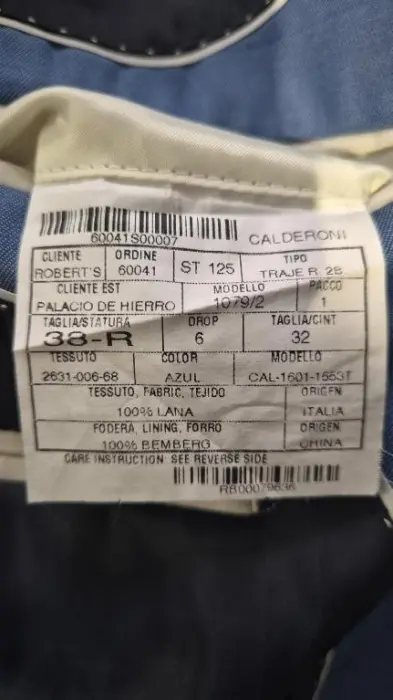 60041S00007 CALDERONI
CLIENTE ORDINE ST 125 TIPO
ROBERT'S 60041 TRAJE R 2B
CLIENTE EST MODELLO PACCO
PALACIO DE HIERRO 1079/2 1
TAGLIA/STATURA DROP TAGLIA/CINT
38-R 6 32
TESSUTO COLOR MODELLO
2631-006-68 AZUL CAL-1601-1553T
TESSUTO, FABRIC, TEJIDO ORIGEN
100% LANA ITALIA
FODERA, LINING, FORRO ORIGEN
100% BEMBERG CHINA
CARE INSTRUCTION: SEE REVERSE SIDE
RB00079836